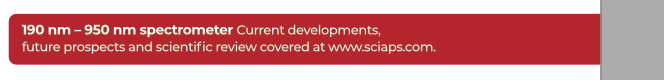 190 nm – 950 nm spectrometer Current developments,
future prospects and scientific review covered at www.sciaps.com.